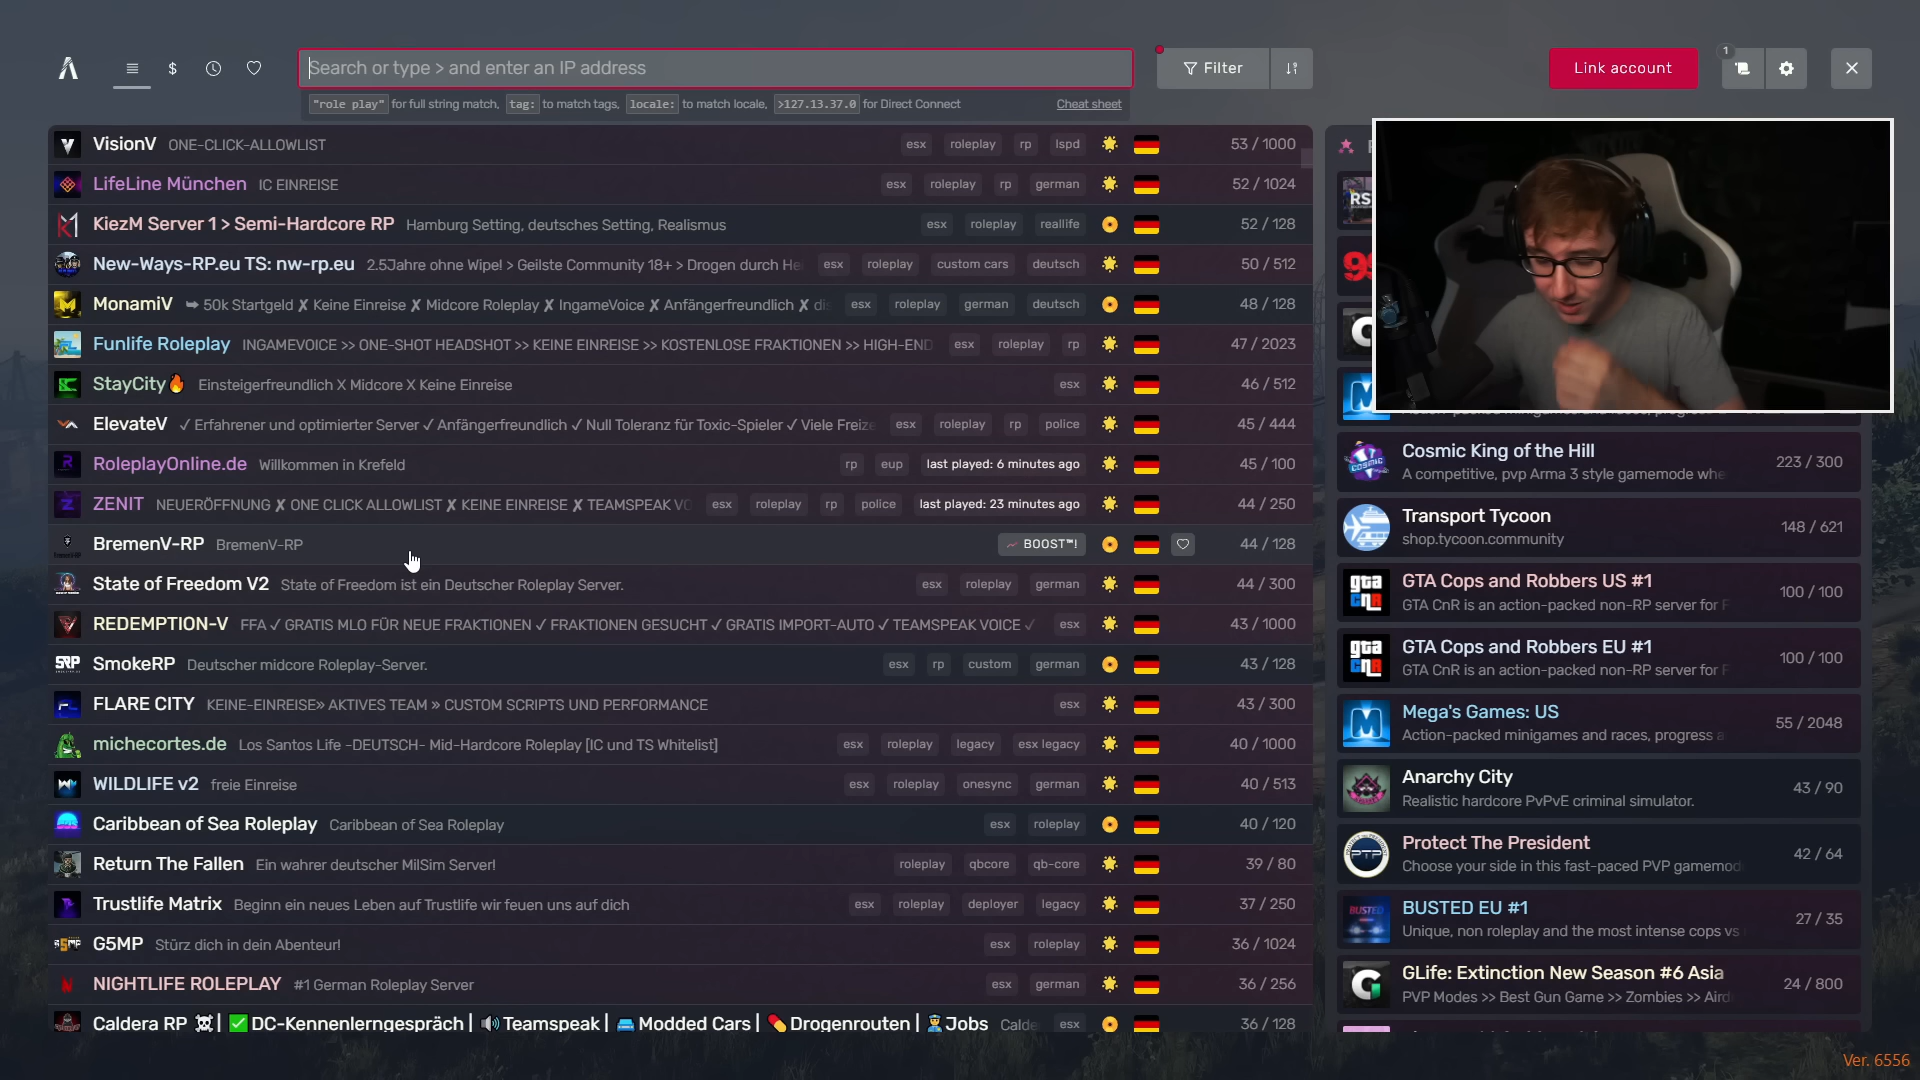 $
Search or type > and enter an IP address
Filter
Link account
1
"role play" for full string match, tag: to match tags, locale: to match locale, >127.13.37.0 for Direct Connect
Cheat sheet
VisionV ONE-CLICK-ALLOWLIST esx roleplay rp lspd 53 / 1000
LifeLine München IC EINREISE esx roleplay rp german 52 / 1024
KiezM Server 1 > Semi-Hardcore RP Hamburg Setting, deutsches Setting, Realismus esx roleplay reallife 52 / 128
New-Ways-RP.eu TS: nw-rp.eu 2.5Jahre ohne Wipe! > Geilste Community 18+ > Drogen durch He esx roleplay custom cars deutsch 50 / 512
MonamiV ➥ 50k Startgeld ✗ Keine Einreise ✗ Midcore Roleplay ✗ IngameVoice ✗ Anfängerfreundlich ✗ di esx roleplay german deutsch 48 / 128
Funlife Roleplay INGAMEVOICE >> ONE-SHOT HEADSHOT >> KEINE EINREISE >> KOSTENLOSE FRAKTIONEN >> HIGH-END esx roleplay rp 47 / 2023
StayCity🔥 Einsteigerfreundlich X Midcore X Keine Einreise esx 46 / 512
ElevateV ✓ Erfahrener und optimierter Server ✓ Anfängerfreundlich ✓ Null Toleranz für Toxic-Spieler ✓ Viele Freize esx roleplay rp police 45 / 444
RoleplayOnline.de Willkommen in Krefeld rp eup last played: 6 minutes ago 45 / 100
ZENIT NEUERÖFFNUNG ✗ ONE CLICK ALLOWLIST ✗ KEINE EINREISE ✗ TEAMSPEAK VO esx roleplay rp police last played: 23 minutes ago 44 / 250
BremenV-RP BremenV-RP BOOST™! 44 / 128
State of Freedom V2 State of Freedom ist ein Deutscher Roleplay Server. esx roleplay german 44 / 300
REDEMPTION-V FFA ✓ GRATIS MLO FÜR NEUE FRAKTIONEN ✓ FRAKTIONEN GESUCHT ✓ GRATIS IMPORT-AUTO ✓ TEAMSPEAK VOICE ✓ esx 43 / 1000
SRP SmokeRP Deutscher midcore Roleplay-Server. esx rp custom german 43 / 128
FLARE CITY KEINE-EINREISE» AKTIVES TEAM » CUSTOM SCRIPTS UND PERFORMANCE esx 43 / 300
michecortes.de Los Santos Life -DEUTSCH- Mid-Hardcore Roleplay [IC und TS Whitelist] esx roleplay legacy esx legacy 40 / 1000
WILDLIFE v2 freie Einreise esx roleplay onesync german 40 / 513
Caribbean of Sea Roleplay Caribbean of Sea Roleplay esx roleplay 40 / 120
Return The Fallen Ein wahrer deutscher MilSim Server! roleplay qbcore qb-core 39 / 80
Trustlife Matrix Beginn ein neues Leben auf Trustlife wir feuen uns auf dich esx roleplay deployer legacy 37 / 250
G5MP Stürz dich in dein Abenteur! esx roleplay 36 / 1024
NIGHTLIFE ROLEPLAY #1 German Roleplay Server esx german 36 / 256
Caldera RP ☠️| ✅DC-Kennenlerngespräch | 🔊Teamspeak | 🚘Modded Cars | 💊Drogenrouten | 👮Jobs Calde esx 36 / 128
RS
99
Cosmic King of the Hill
A competitive, pvp Arma 3 style gamemode whe
223 / 300
Transport Tycoon
shop.tycoon.community
148 / 621
gta CnR
GTA Cops and Robbers US #1
GTA CnR is an action-packed non-RP server for F
100 / 100
gta CnR
GTA Cops and Robbers EU #1
GTA CnR is an action-packed non-RP server for F
100 / 100
Mega's Games: US
Action-packed minigames and races, progress a
55 / 2048
Anarchy City
Realistic hardcore PvPvE criminal simulator.
43 / 90
PTP
Protect The President
Choose your side in this fast-paced PVP gamemod
42 / 64
BUSTED
BUSTED EU #1
Unique, non roleplay and the most intense cops vs
27 / 35
GLife: Extinction New Season #6 Asia
PVP Modes >> Best Gun Game >> Zombies >> Aird
24 / 800
Ver. 6556